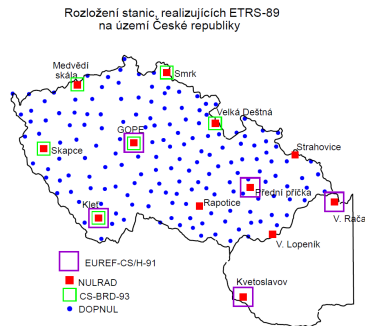 Rozložení stanic, realizujících ETRS-89
na území České republiky
Medvědí
skála
Smrk
Velká Deštná
GOPE
Skapce
Strahovice
Přední příčka
Kleť
Rapotice
V. Rača
V. Lopeník
Kvetoslavov
EUREF-CS/H-91
NULRAD
CS-BRD-93
DOPNUL